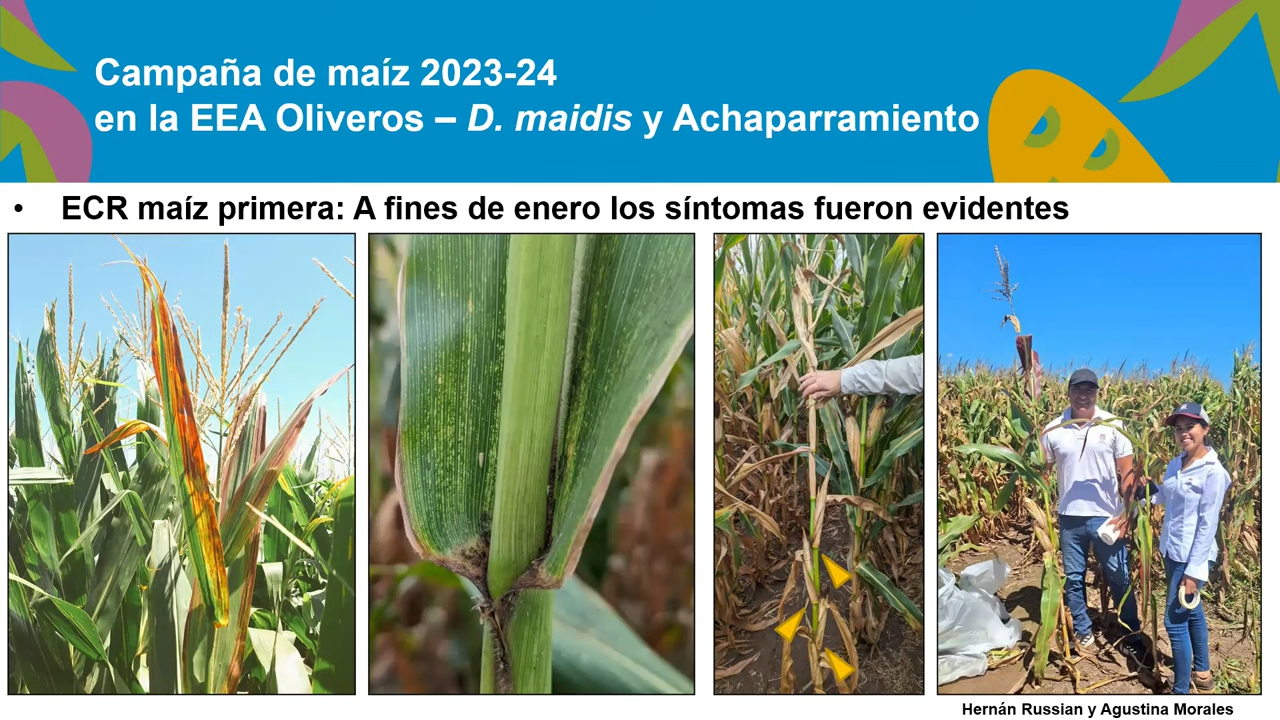 Campaña de maíz 2023-24
en la EEA Oliveros – D. maidis y Achaparramiento
• ECR maíz primera: A fines de enero los síntomas fueron evidentes
Hernán Russian y Agustina Morales